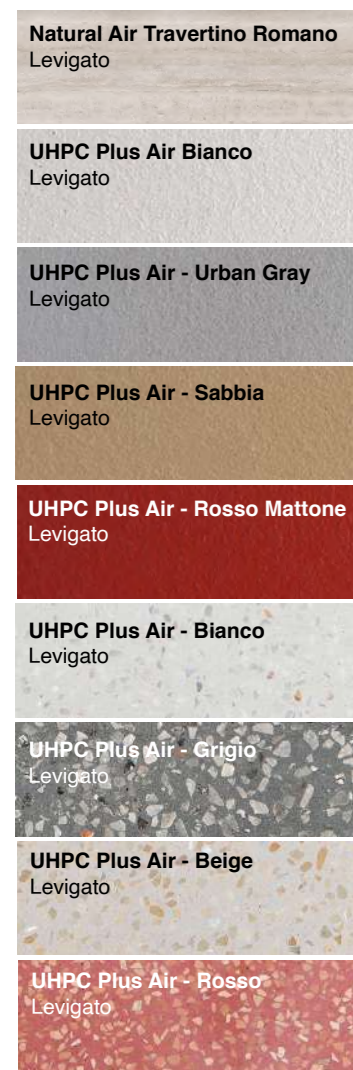 Natural Air Travertino Romano
Levigato
UHPC Plus Air Bianco
Levigato
UHPC Plus Air - Urban Gray
Levigato
UHPC Plus Air - Sabbia
Levigato
UHPC Plus Air - Rosso Mattone
Levigato
UHPC Plus Air - Bianco
Levigato
UHPC Plus Air - Grigio
Levigato
UHPC Plus Air - Beige
Levigato
UHPC Plus Air - Rosso
Levigato